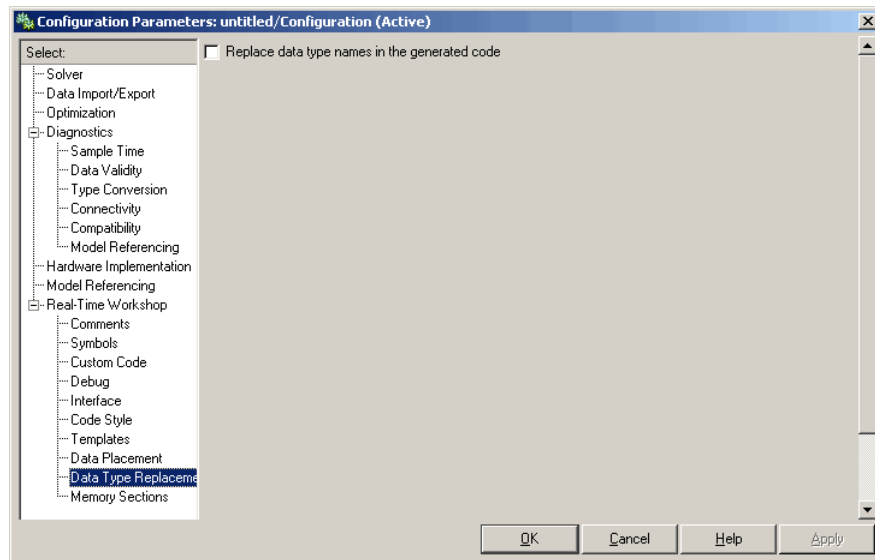 Configuration Parameters: untitled/Configuration (Active)
Select:
Solver
Data Import/Export
Optimization
Diagnostics
Sample Time
Data Validity
Type Conversion
Connectivity
Compatibility
Model Referencing
Hardware Implementation
Model Referencing
Real-Time Workshop
Comments
Symbols
Custom Code
Debug
Interface
Code Style
Templates
Data Placement
Data Type Replaceme
Memory Sections
Replace data type names in the generated code
OK
Cancel
Help
Apply